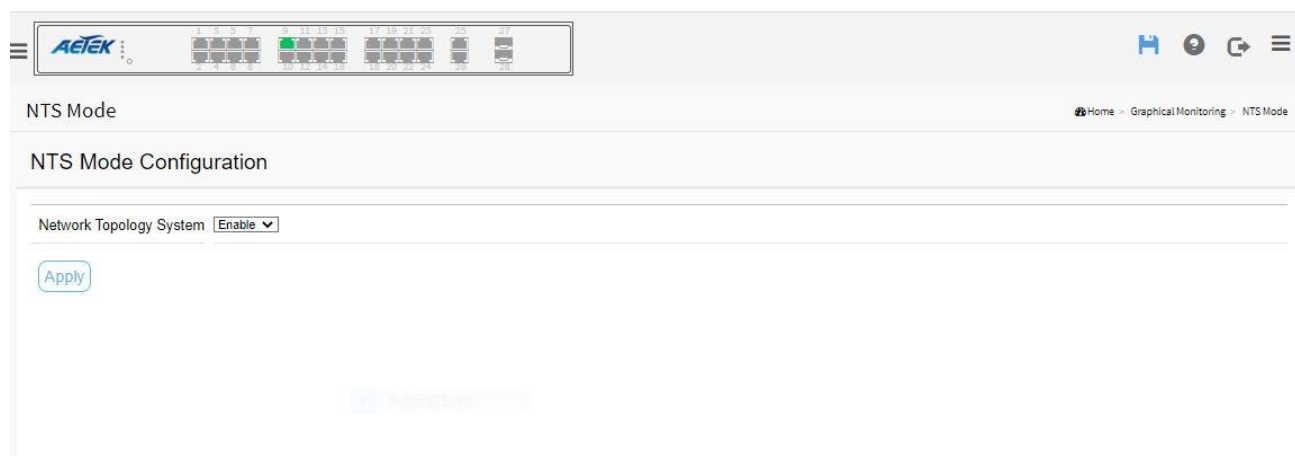 AETEK
1 3 5 7 9 11 13 15 17 19 21 23 25 27
2 4 6 8 10 12 14 16 18 20 22 24 26 28
NTS Mode
Home > Graphical Monitoring > NTS Mode
NTS Mode Configuration
Network Topology System Enable
Apply